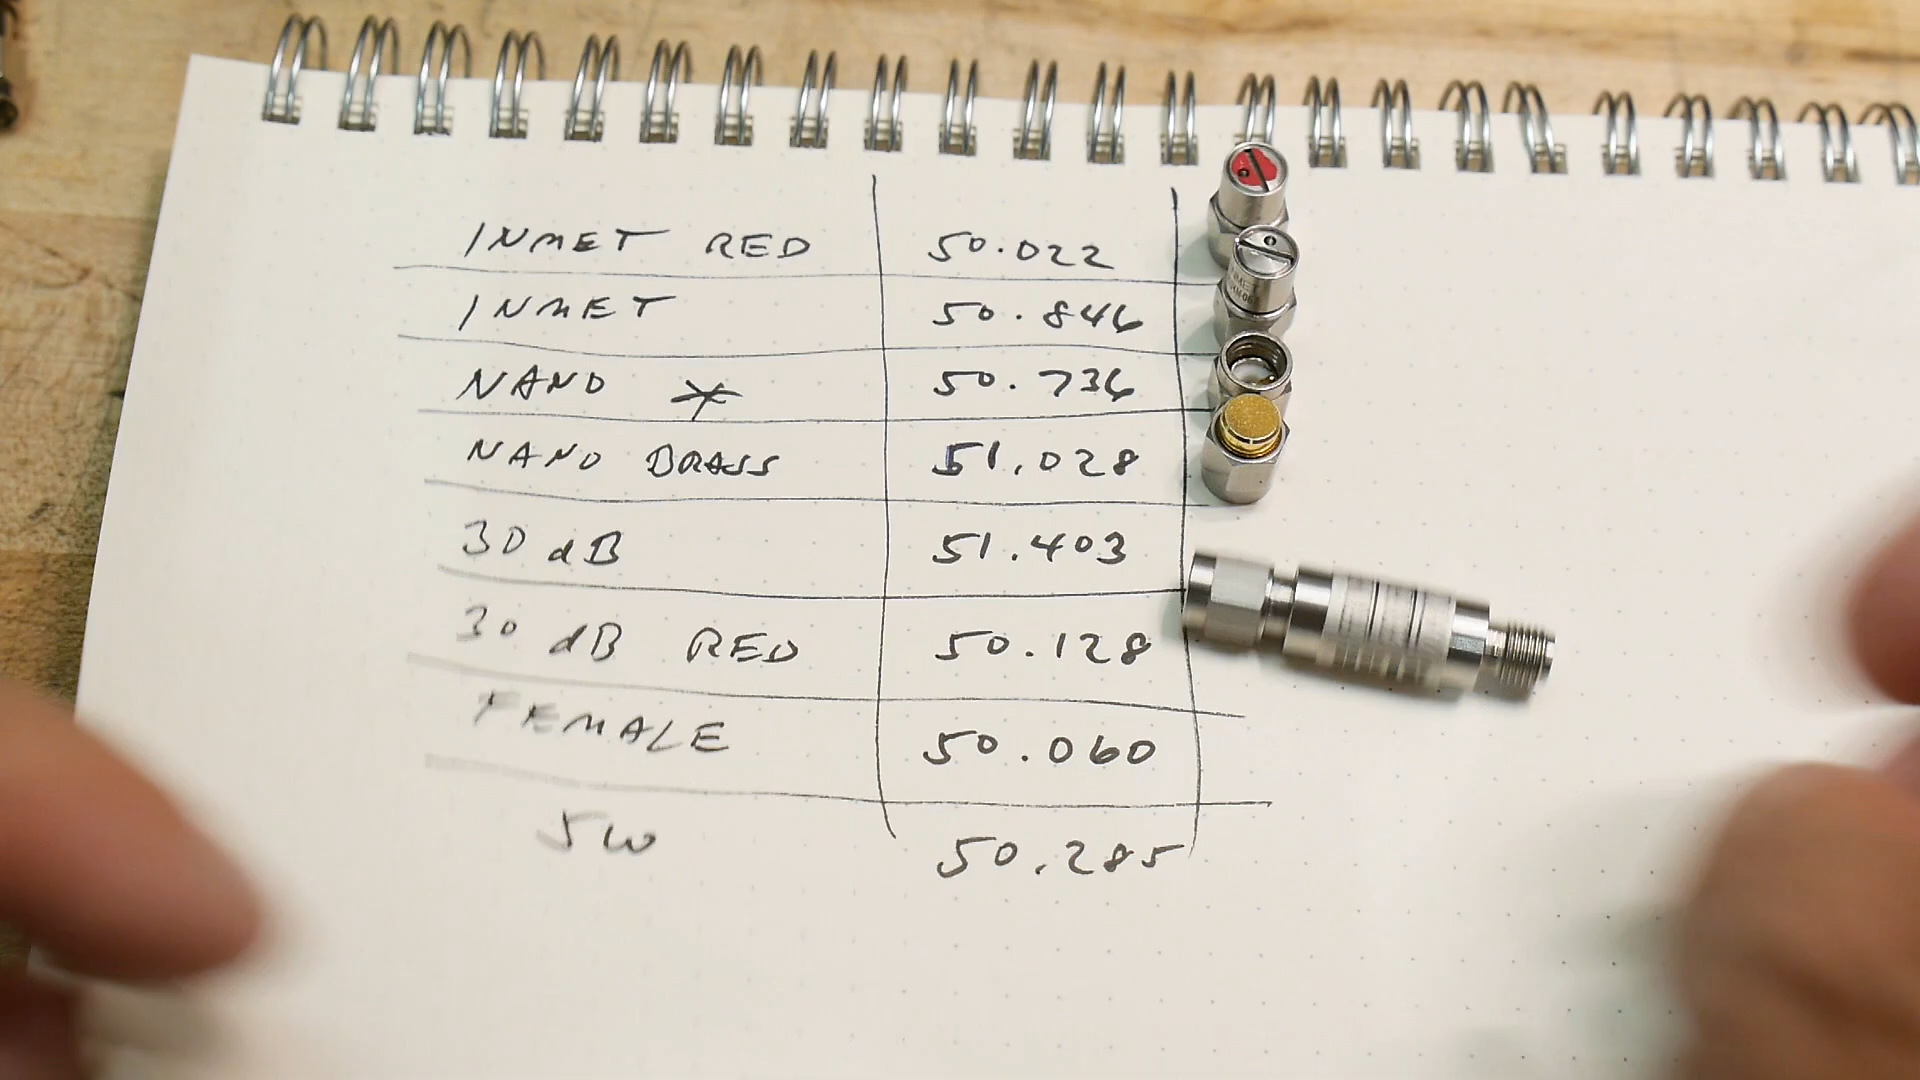 INMET RED 50.022
INMET 50.846
NANO * 50.736
NANO BRASS 51.028
30 dB 51.403
30 dB RED 50.128
FEMALE 50.060
5W 50.285